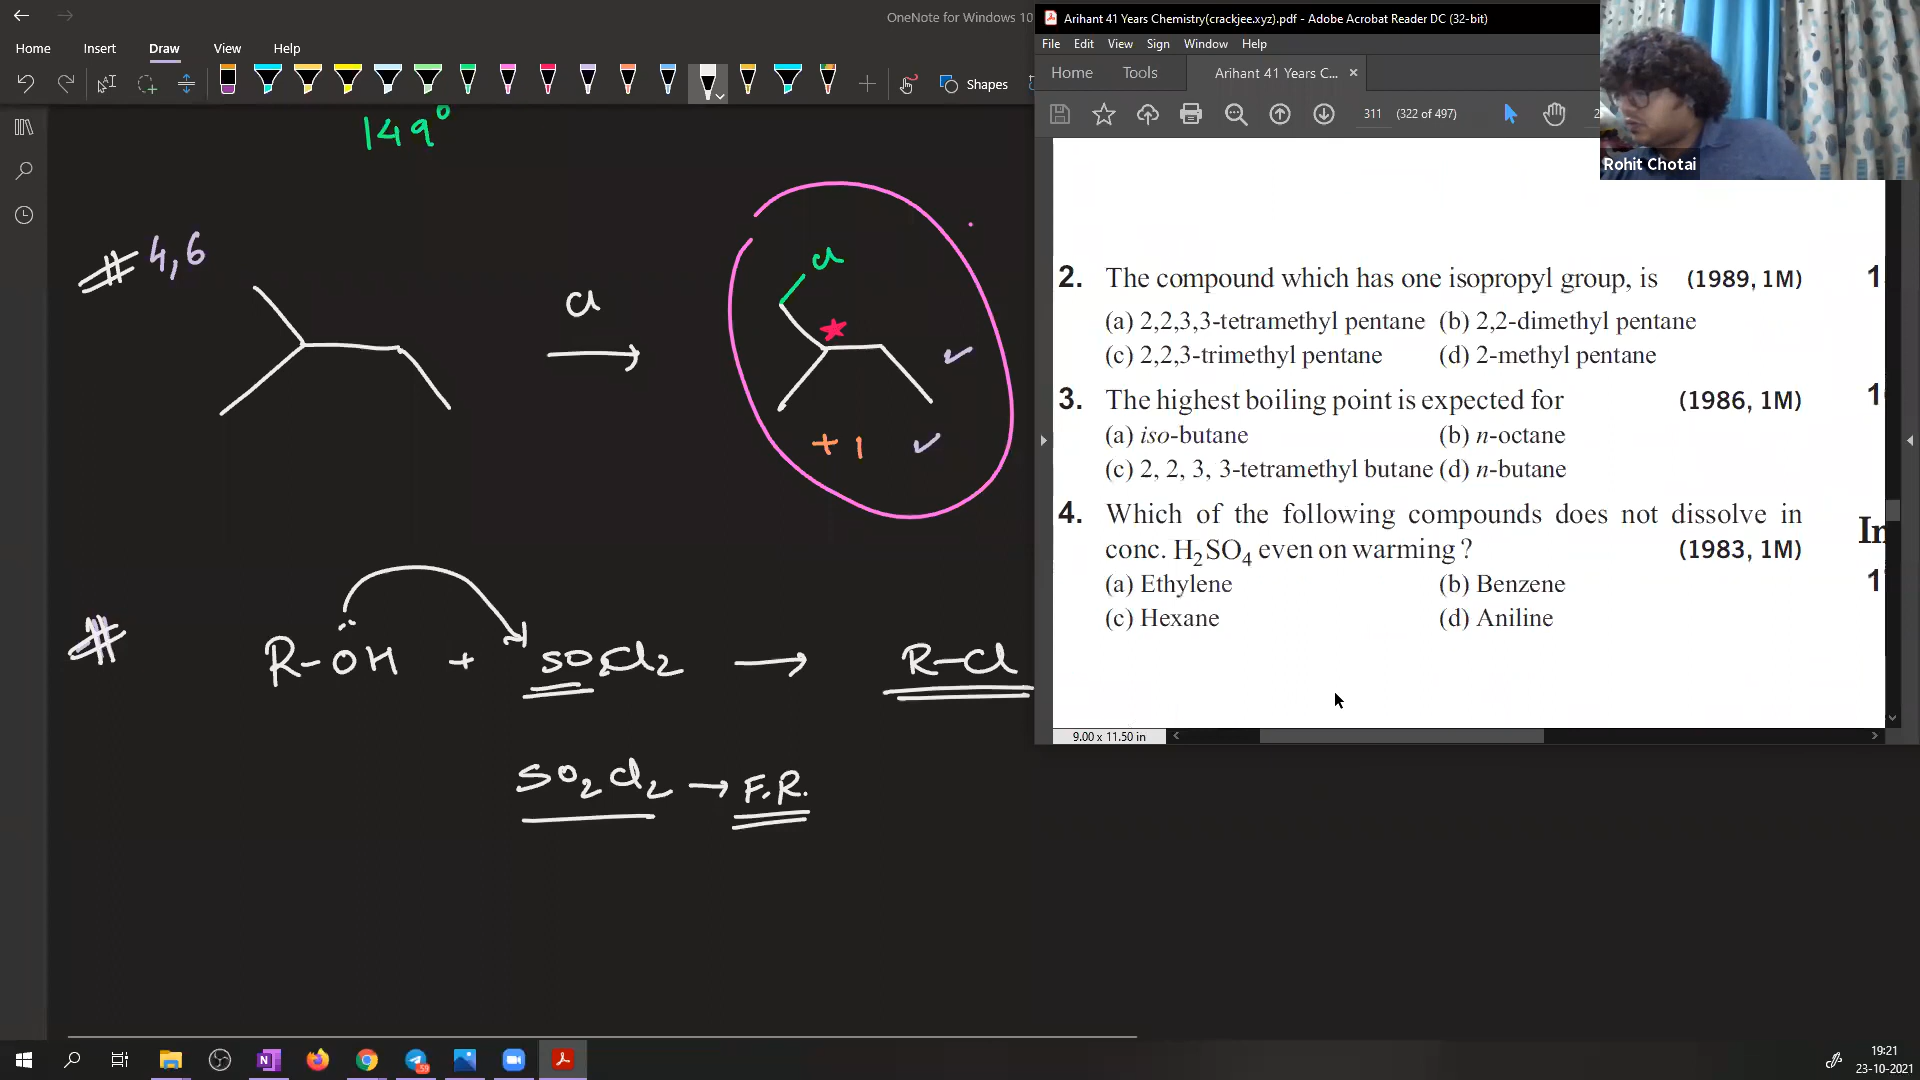 OneNote for Windows 10
Home Insert Draw View Help
Shapes
149°
# 4,6
Cl
Cl
+1
# R-ÖH + SOCl2 → R-Cl
SO2Cl2 → F.R.
Arihant 41 Years Chemistry(crackjee.xyz).pdf - Adobe Acrobat Reader DC (32-bit)
File Edit View Sign Window Help
Home Tools Arihant 41 Years C... ×
311 (322 of 497) 2
Rohit Chotai
2. The compound which has one isopropyl group, is (1989, 1M) 1
(a) 2,2,3,3-tetramethyl pentane (b) 2,2-dimethyl pentane
(c) 2,2,3-trimethyl pentane (d) 2-methyl pentane
3. The highest boiling point is expected for (1986, 1M) 1
(a) iso-butane (b) n-octane
(c) 2, 2, 3, 3-tetramethyl butane (d) n-butane
4. Which of the following compounds does not dissolve in
conc. H2SO4 even on warming ? (1983, 1M) In
(a) Ethylene (b) Benzene 1
(c) Hexane (d) Aniline
9.00 x 11.50 in
19:21
23-10-2021